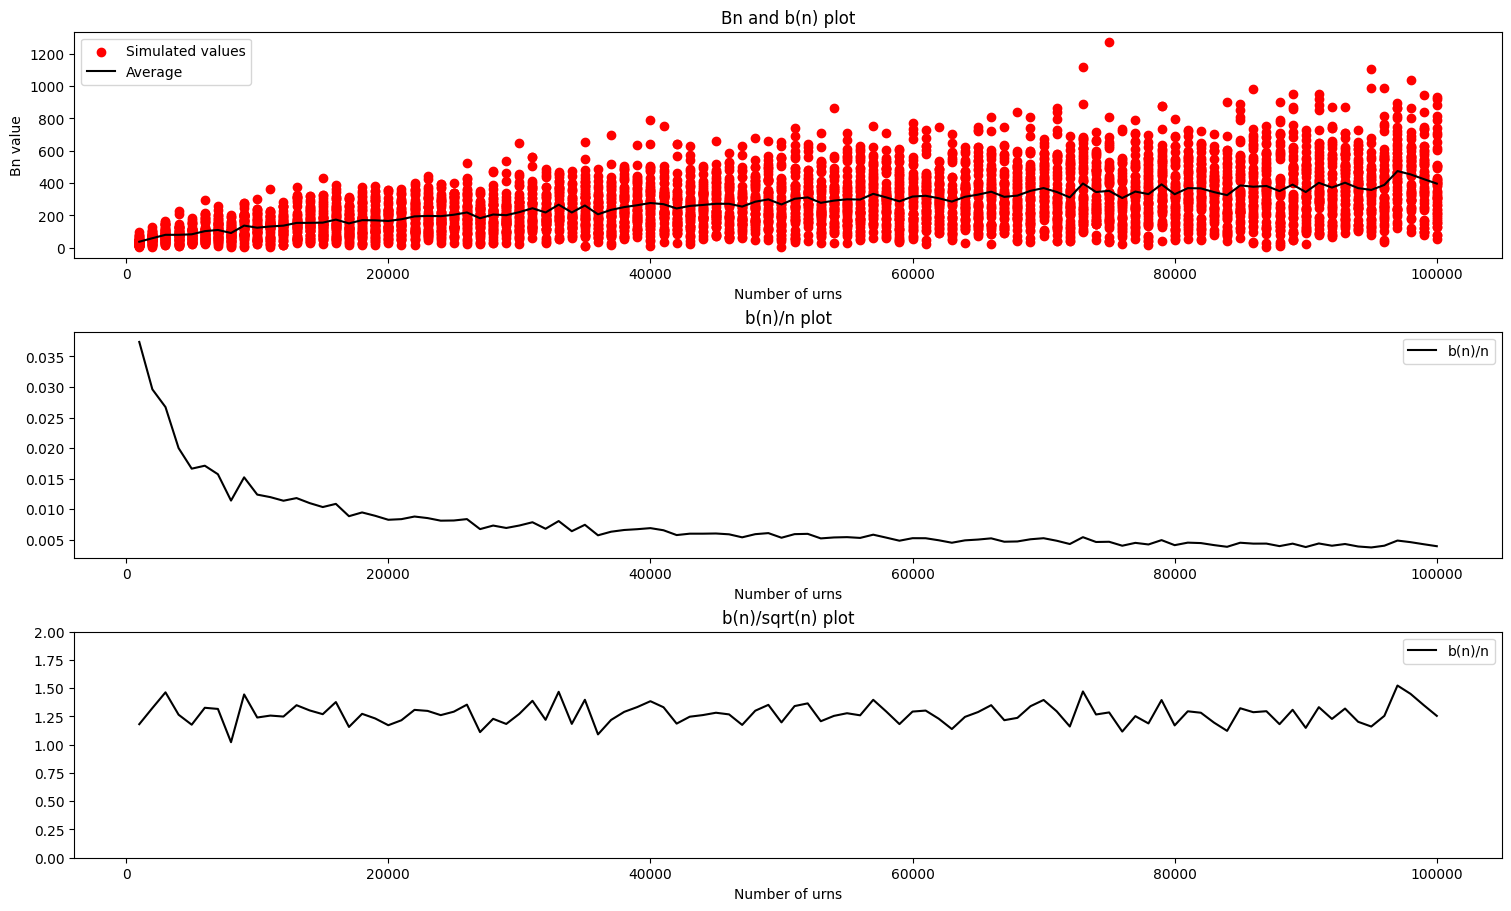 Bn and b(n) plot
Simulated values
Average
Bn value
1200
1000
800
600
400
200
0
0 20000 40000 60000 80000 100000
Number of urns
b(n)/n plot
b(n)/n
0.035
0.030
0.025
0.020
0.015
0.010
0.005
0 20000 40000 60000 80000 100000
Number of urns
b(n)/sqrt(n) plot
b(n)/n
2.00
1.75
1.50
1.25
1.00
0.75
0.50
0.25
0.00
0 20000 40000 60000 80000 100000
Number of urns